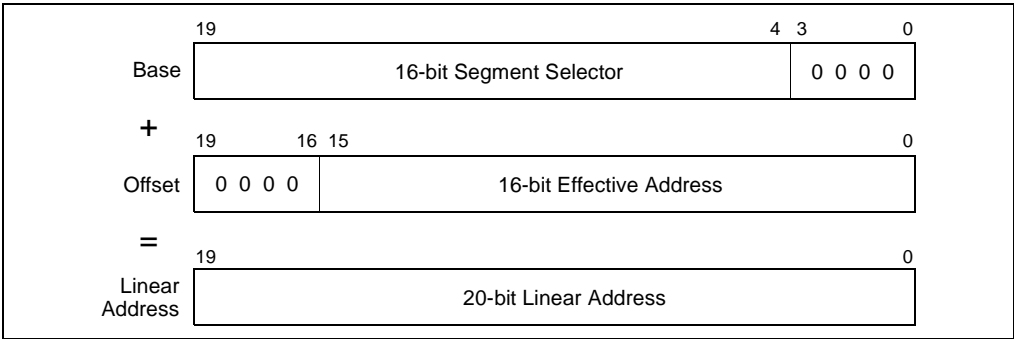 19 4 3 0
Base 16-bit Segment Selector 0 0 0 0
+
19 16 15 0
Offset 0 0 0 0 16-bit Effective Address
=
19 0
Linear
Address
20-bit Linear Address